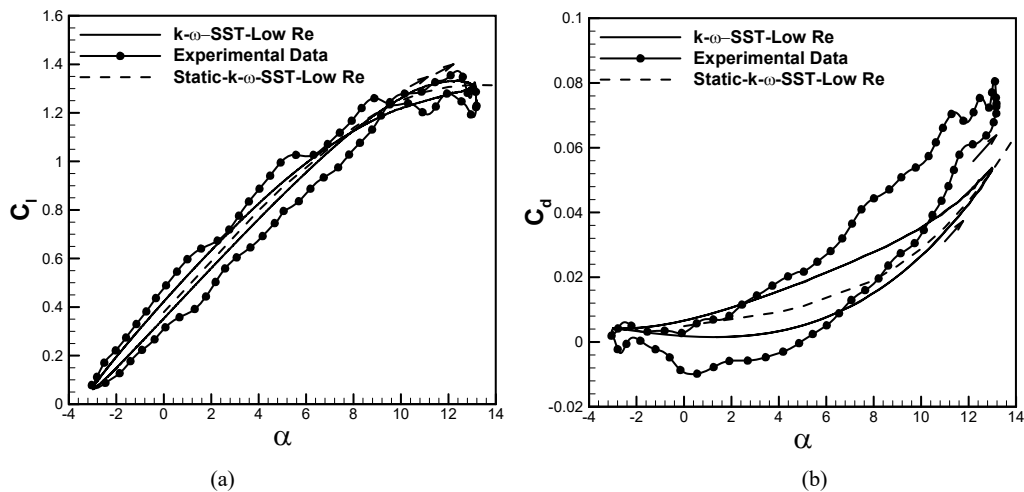 1.6
1.4
1.2
1
0.8
0.6
0.4
0.2
0
C_l
k-ω–SST-Low Re
Experimental Data
Static-k-ω-SST-Low Re
-4 -2 0 2 4 6 8 10 12 14
α
(a)
0.1
0.08
0.06
0.04
0.02
0
-0.02
C_d
k-ω–SST-Low Re
Experimental Data
Static-k-ω-SST-Low Re
-4 -2 0 2 4 6 8 10 12 14
α
(b)